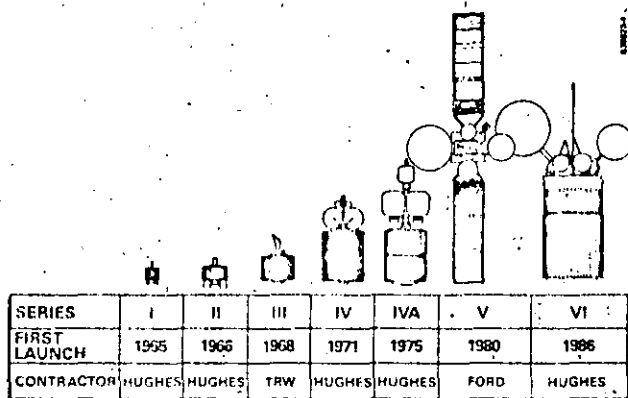 SERIES I II III IV IVA V VI
FIRST LAUNCH 1965 1966 1968 1971 1975 1980 1986
CONTRACTOR HUGHES HUGHES TRW HUGHES HUGHES FORD HUGHES